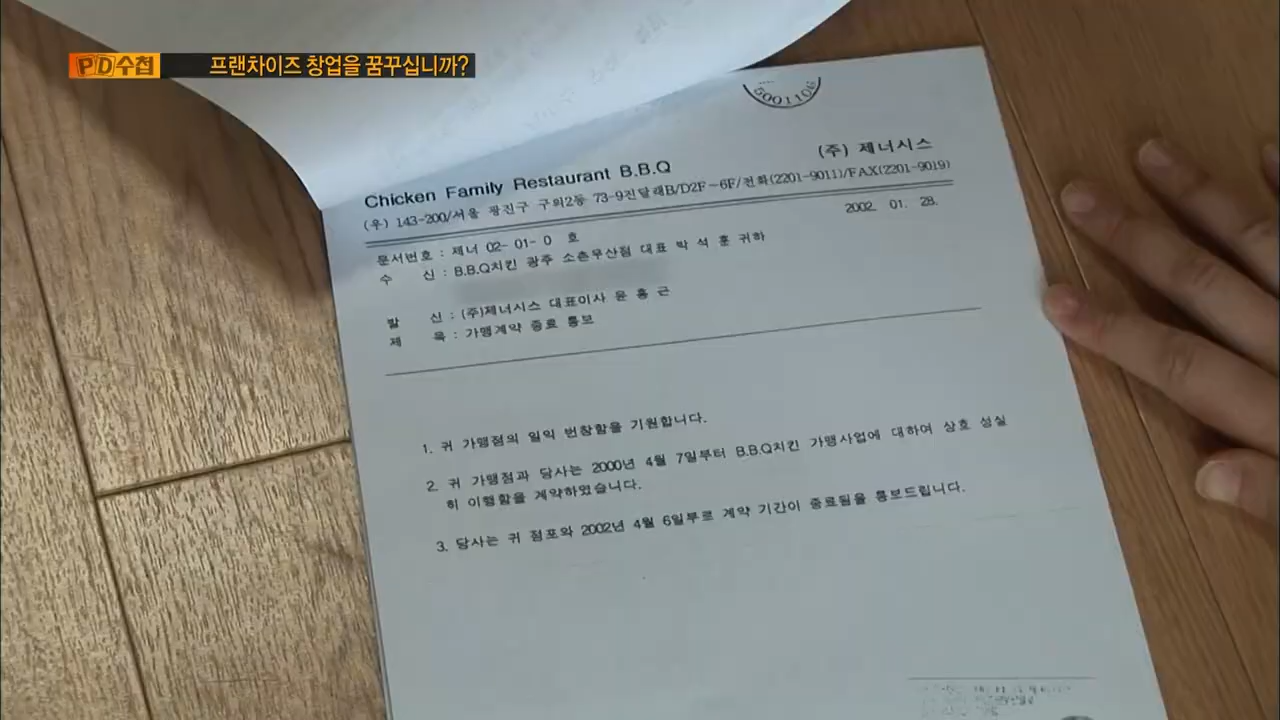 PD수첩 프랜차이즈 창업을 꿈꾸십니까?
5001106
Chicken Family Restaurant B.B.Q (주) 제너시스
(우) 143-200/서울 광진구 구의2동 73-9진달래B/D2F-6F/전화(2201-9011)/FAX(2201-9019)
2002. 01. 28.
문서번호 : 제너 02- 01- 0 호
수 신 : B.B.Q치킨 광주 소촌우산점 대표 박 석 훈 귀하
발 신 : (주)제너시스 대표이사 윤 홍 근
제 목 : 가맹계약 종료 통보
1. 귀 가맹점의 일익 번창함을 기원합니다.
2. 귀 가맹점과 당사는 2000년 4월 7일부터 B.B.Q치킨 가맹사업에 대하여 상호 성실
히 이행함을 계약하였습니다.
3. 당사는 귀 점포와 2002년 4월 6일부로 계약 기간이 종료됨을 통보드립니다.